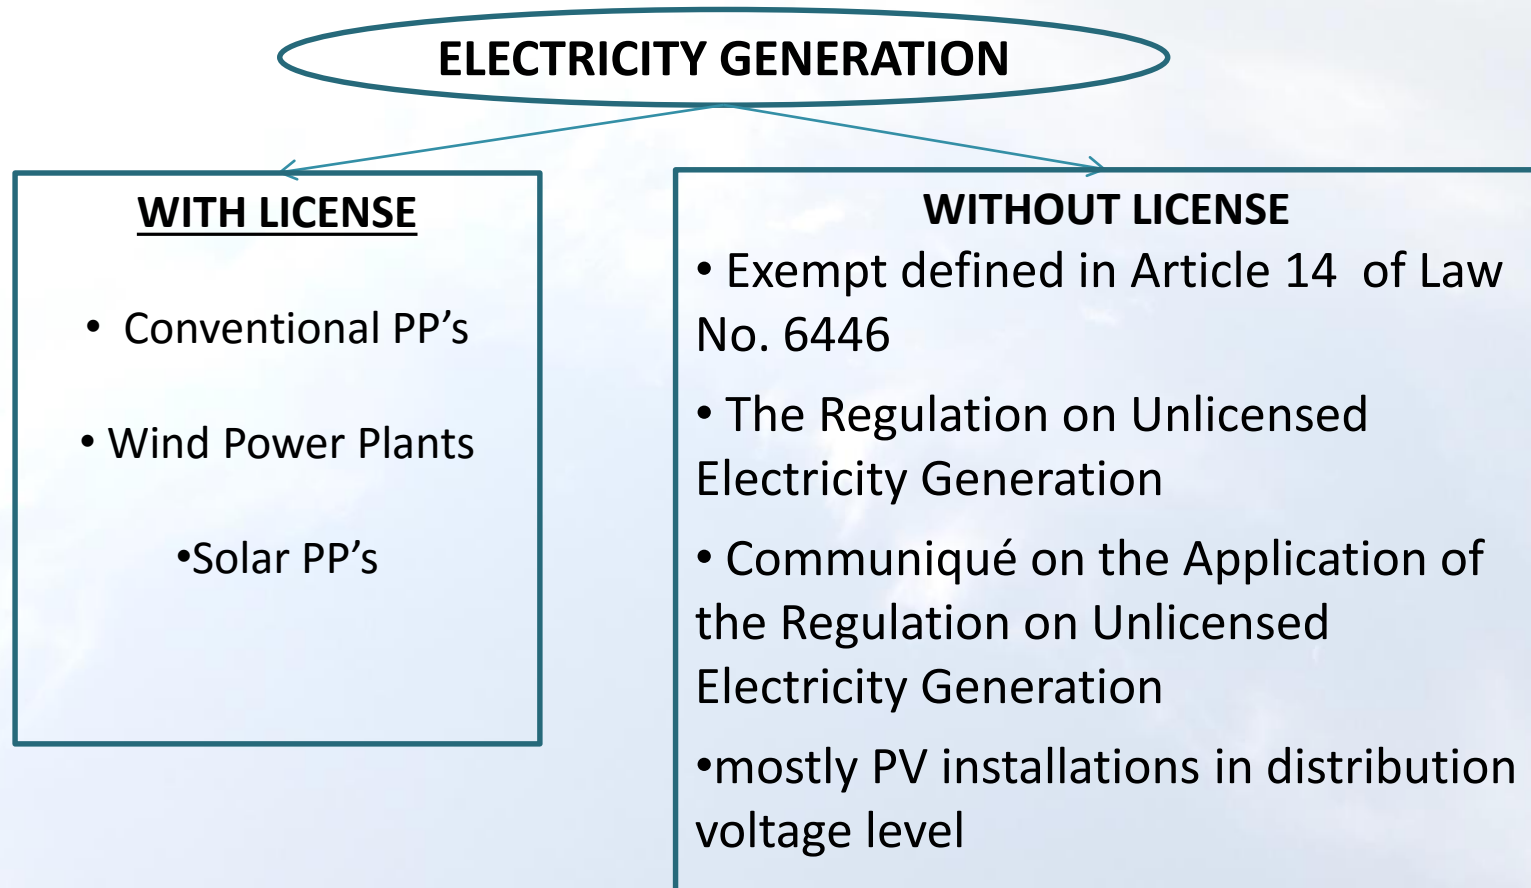 ELECTRICITY GENERATION
WITH LICENSE
• Conventional PP’s
• Wind Power Plants
•Solar PP’s
WITHOUT LICENSE
• Exempt defined in Article 14  of Law
No. 6446
• The Regulation on Unlicensed
Electricity Generation
• Communiqué on the Application of
the Regulation on Unlicensed
Electricity Generation
•mostly PV installations in distribution
voltage level